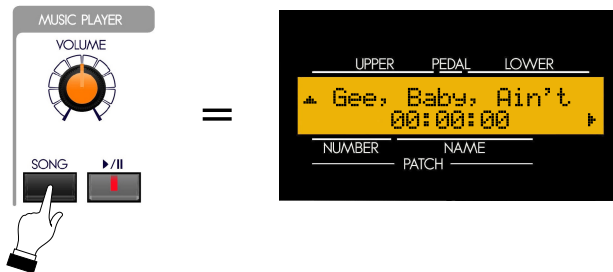 MUSIC PLAYER
VOLUME
SONG ▶/II
=
UPPER PEDAL LOWER
Gee, Baby, Ain't
00:00:00
NUMBER NAME
PATCH